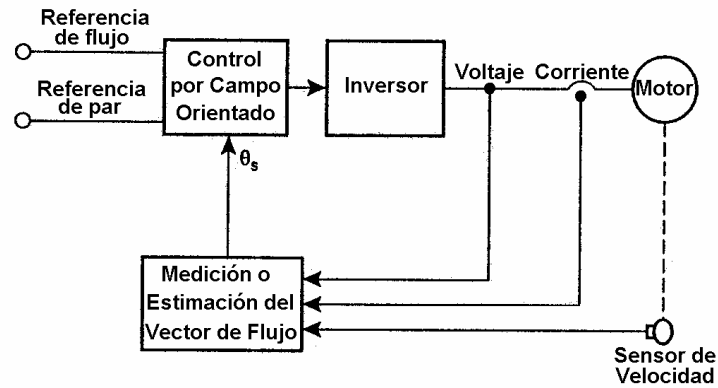 Referencia
de flujo
Referencia
de par
Control
por Campo
Orientado
Inversor
Voltaje
Corriente
Motor
θs
Medición o
Estimación del
Vector de Flujo
Sensor de
Velocidad